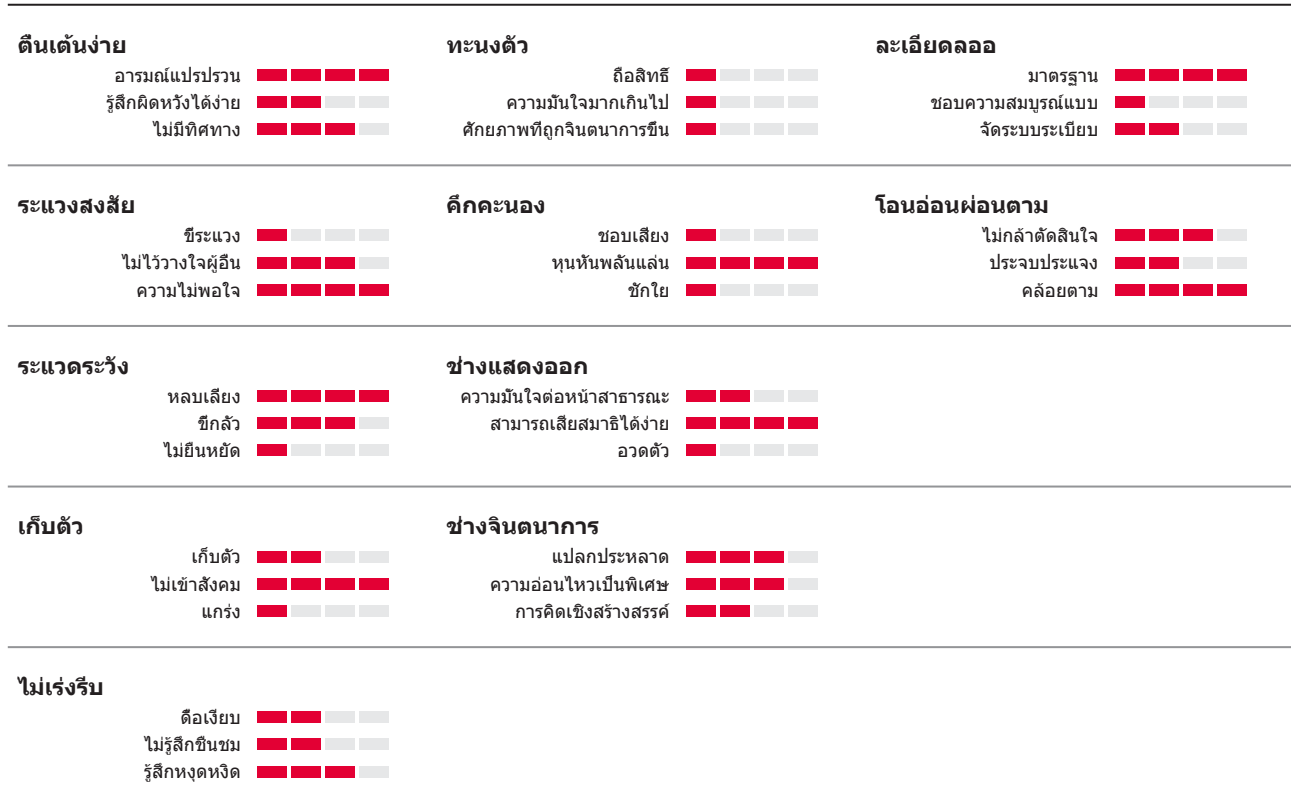 ตื่นเต้นง่าย
อารมณ์แปรปรวน
รู้สึกผิดหวังได้ง่าย
ไม่มีทิศทาง
ทะนงตัว
ถือสิทธิ์
ความมั่นใจมากเกินไป
ศักยภาพที่ถูกจินตนาการขึ้น
ละเอียดลออ
มาตรฐาน
ชอบความสมบูรณ์แบบ
จัดระบบระเบียบ
ระแวงสงสัย
ขี้ระแวง
ไม่ไว้วางใจผู้อื่น
ความไม่พอใจ
คึกคะนอง
ชอบเสี่ยง
หุนหันพลันแล่น
ชักใย
โอนอ่อนผ่อนตาม
ไม่กล้าตัดสินใจ
ประจบประแจง
คล้อยตาม
ระแวดระวัง
หลบเลี่ยง
ขี้กลัว
ไม่ยืนหยัด
ช่างแสดงออก
ความมั่นใจต่อหน้าสาธารณะ
สามารถเสียสมาธิได้ง่าย
อวดตัว
เก็บตัว
เก็บตัว
ไม่เข้าสังคม
แกร่ง
ช่างจินตนาการ
แปลกประหลาด
ความอ่อนไหวเป็นพิเศษ
การคิดเชิงสร้างสรรค์
ไม่เร่งรีบ
ดื้อเงียบ
ไม่รู้สึกชื่นชม
รู้สึกหงุดหงิด